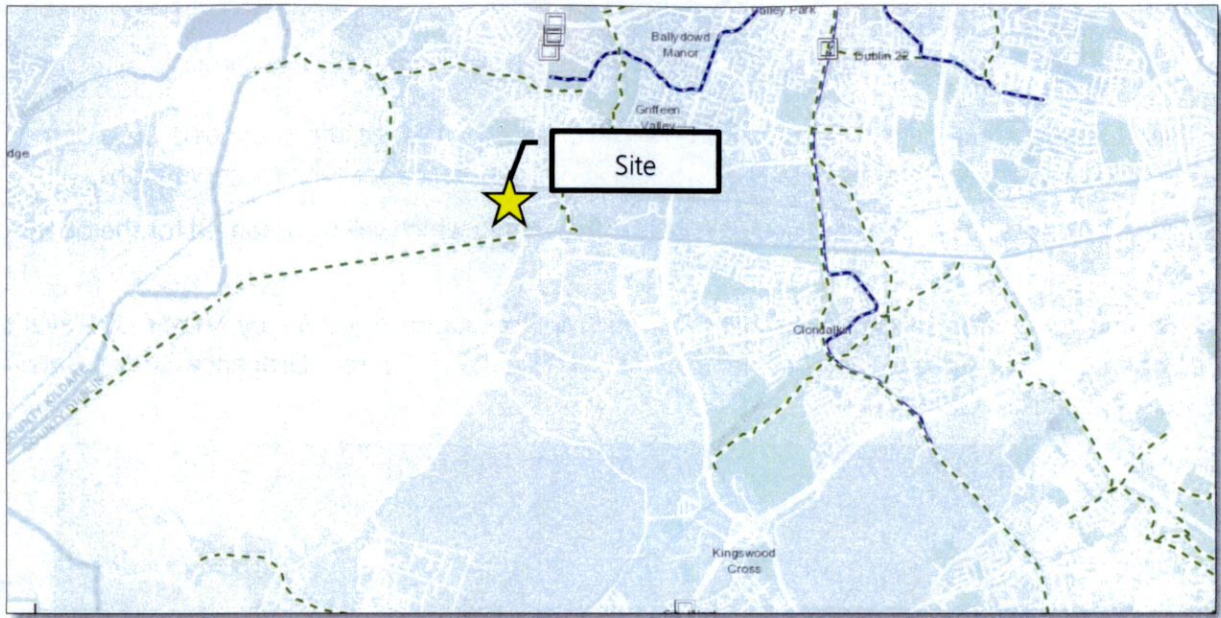 Valley Park
Ballydowd
Manor
Dublin 22
Griffeen
Valley
Site
dge
Clondalkin
COUNTY KILDARE
COUNTY DUBLIN
Kingswood
Cross